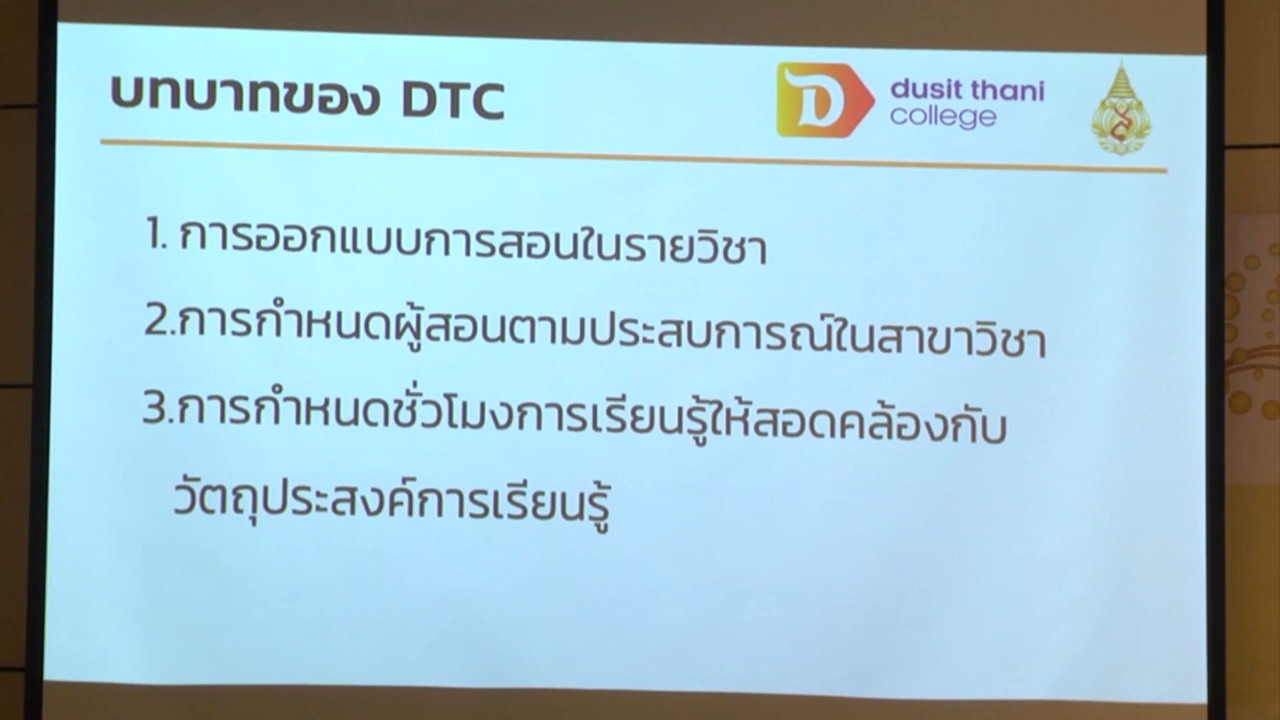 บทบาทของ DTC
dusit thani
college
1. การออกแบบการสอนในรายวิชา
2.การกำหนดผู้สอนตามประสบการณ์ในสาขาวิชา
3.การกำหนดชั่วโมงการเรียนรู้ให้สอดคล้องกับ
วัตถุประสงค์การเรียนรู้